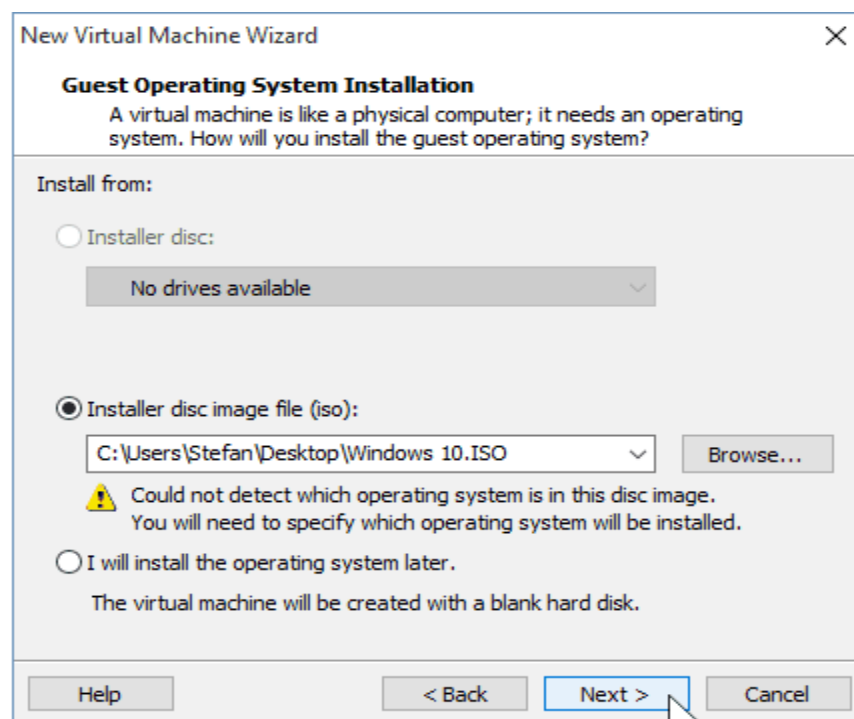 New Virtual Machine Wizard
Guest Operating System Installation
A virtual machine is like a physical computer; it needs an operating
system. How will you install the guest operating system?
Install from:
Installer disc:
No drives available
Installer disc image file (iso):
C:\Users\Stefan\Desktop\Windows 10.ISO
Browse...
Could not detect which operating system is in this disc image.
You will need to specify which operating system will be installed.
I will install the operating system later.
The virtual machine will be created with a blank hard disk.
Help
< Back
Next >
Cancel